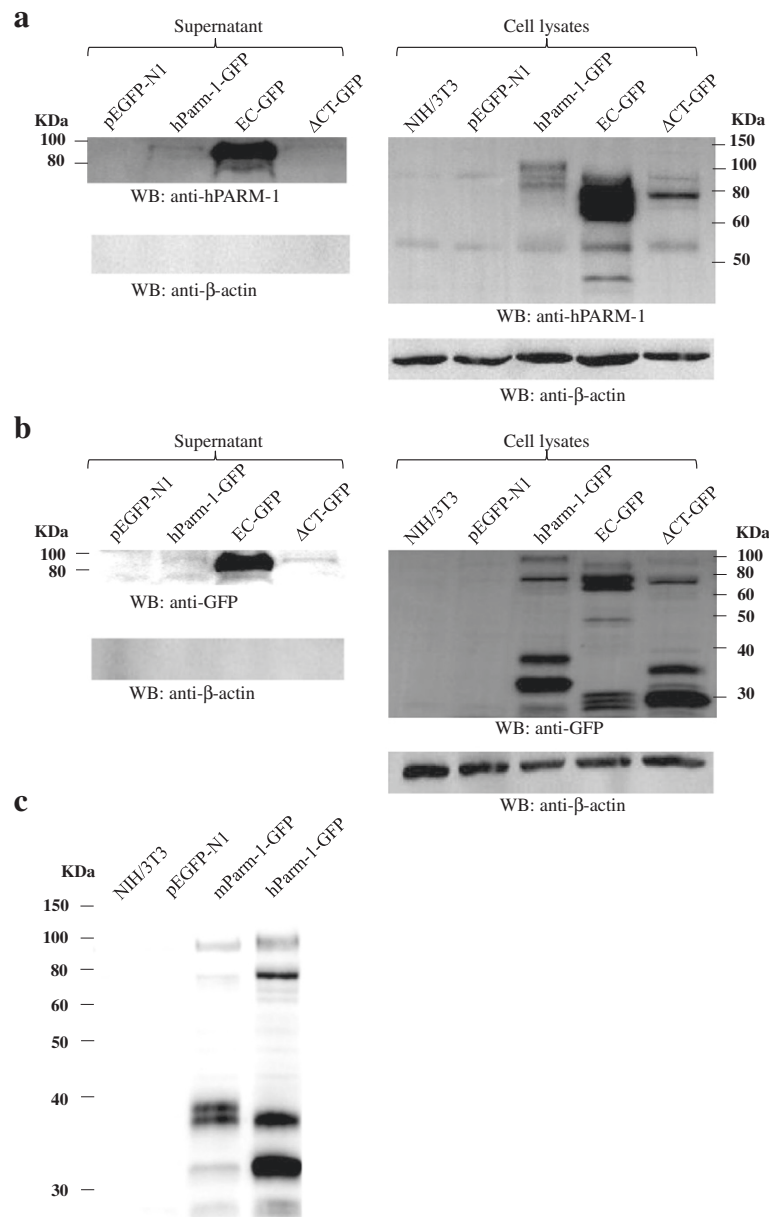 a
Supernatant
pEGFP-N1
hParm-1-GFP
EC-GFP
ΔCT-GFP
KDa
100
80
WB: anti-hPARM-1
WB: anti-β-actin
Cell lysates
NIH/3T3
pEGFP-N1
hParm-1-GFP
EC-GFP
ΔCT-GFP
KDa
150
100
80
60
50
WB: anti-hPARM-1
WB: anti-β-actin
b
Supernatant
pEGFP-N1
hParm-1-GFP
EC-GFP
ΔCT-GFP
KDa
100
80
WB: anti-GFP
WB: anti-β-actin
Cell lysates
NIH/3T3
pEGFP-N1
hParm-1-GFP
EC-GFP
ΔCT-GFP
KDa
100
80
60
50
40
30
WB: anti-GFP
WB: anti-β-actin
c
NIH/3T3
pEGFP-N1
mParm-1-GFP
hParm-1-GFP
KDa
150
100
80
60
50
40
30